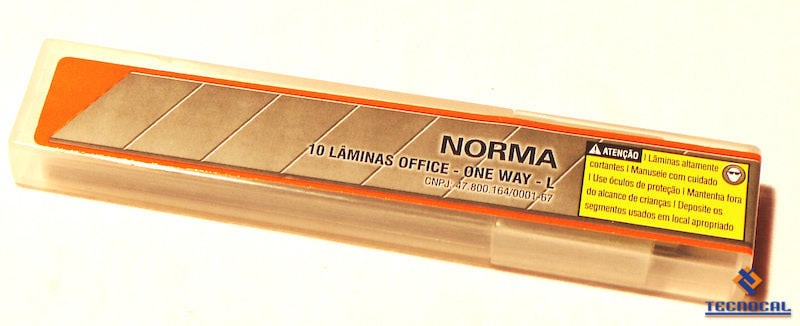 NORMA
10 LÂMINAS OFFICE - ONE WAY - L
CNPJ. 47.800.164/0001-67
ATENÇÃO | Lâminas altamente
cortantes | Manuseie com cuidado
| Use óculos de proteção | Mantenha fora
do alcance de crianças | Deposite os
segmentos usados em local apropriado
TECNOCAL